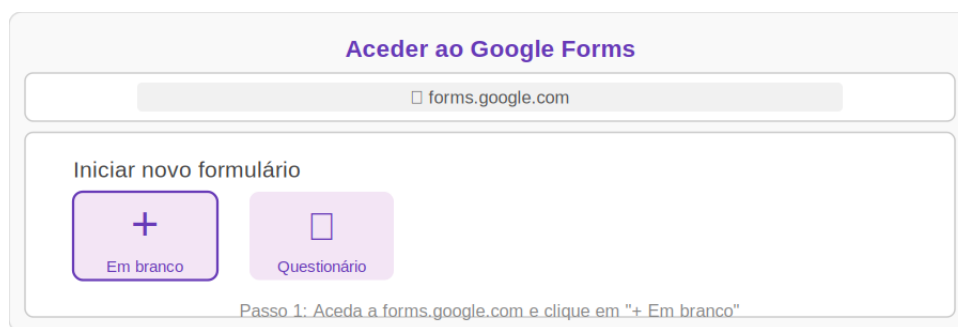 Aceder ao Google Forms
forms.google.com
Iniciar novo formulário
+
Em branco
Questionário
Passo 1: Aceda a forms.google.com e clique em "+ Em branco"